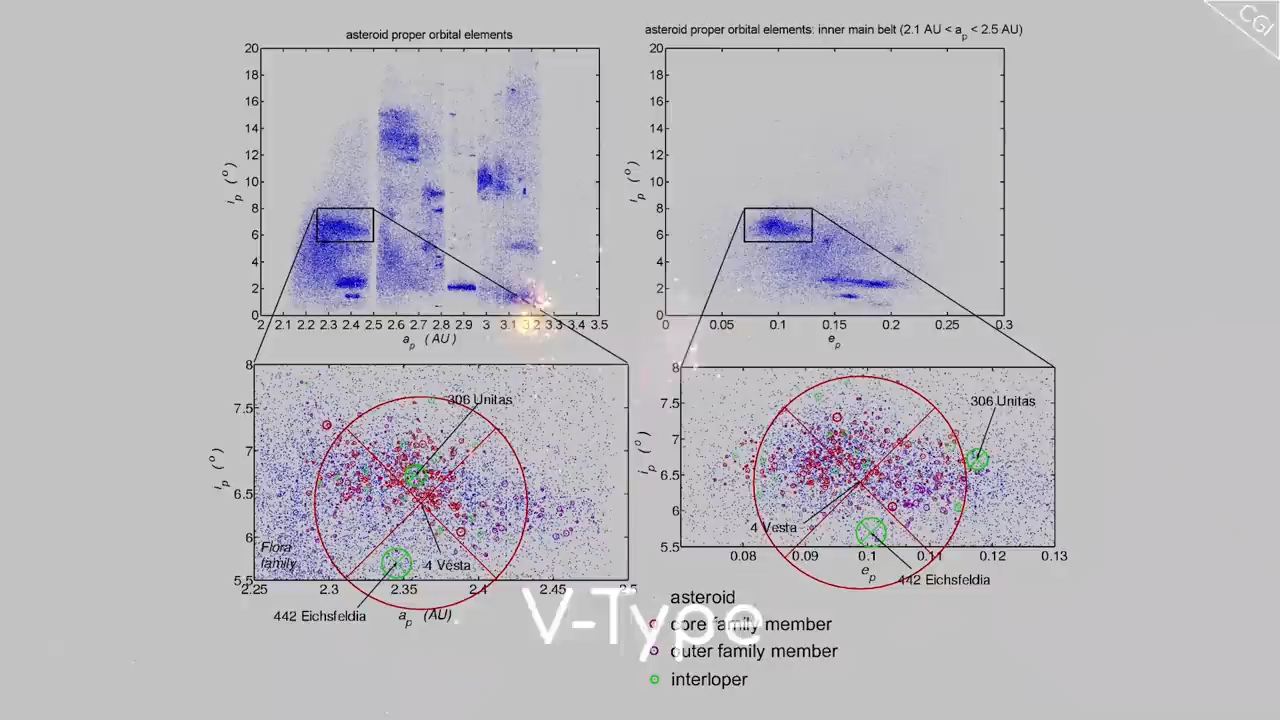 CGI
asteroid proper orbital elements
asteroid proper orbital elements: inner main belt (2.1 AU < a_p < 2.5 AU)
20
18
16
14
12
10
8
6
4
2
0
i_p (°)
2 2.1 2.2 2.3 2.4 2.5 2.6 2.7 2.8 2.9 3 3.1 3.2 3.3 3.4 3.5
a_p (AU)
20
18
16
14
12
10
8
6
4
2
0
i_p (°)
0 0.05 0.1 0.15 0.2 0.25 0.3
e_p
8
7.5
7
6.5
6
5.5
i_p (°)
306 Unitas
4 Vesta
Flora
family
2.25 2.3 2.35 2.4 2.45 2.5
442 Eichsfeldia
a_p (AU)
8
7.5
7
6.5
6
5.5
i_p (°)
306 Unitas
4 Vesta
0.08 0.09 0.1 0.11 0.12 0.13
e_p
442 Eichsfeldia
V-Type
asteroid
core family member
outer family member
interloper